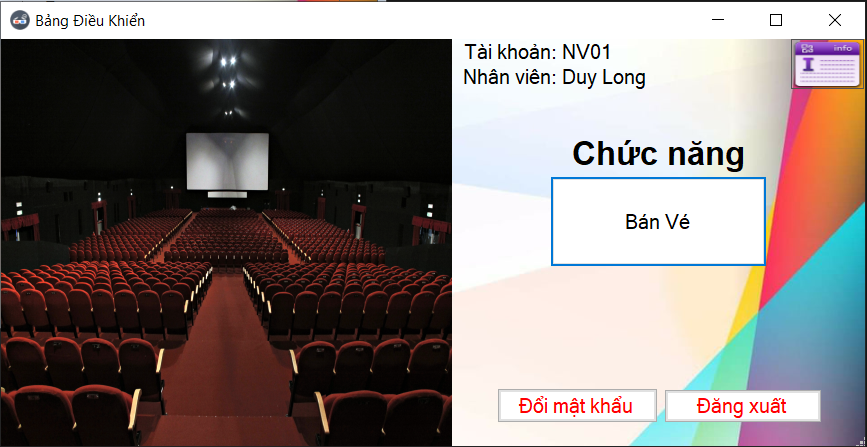 Bảng Điều Khiển
Tài khoản: NV01
Nhân viên: Duy Long
info
Chức năng
Bán Vé
Đổi mật khẩu
Đăng xuất